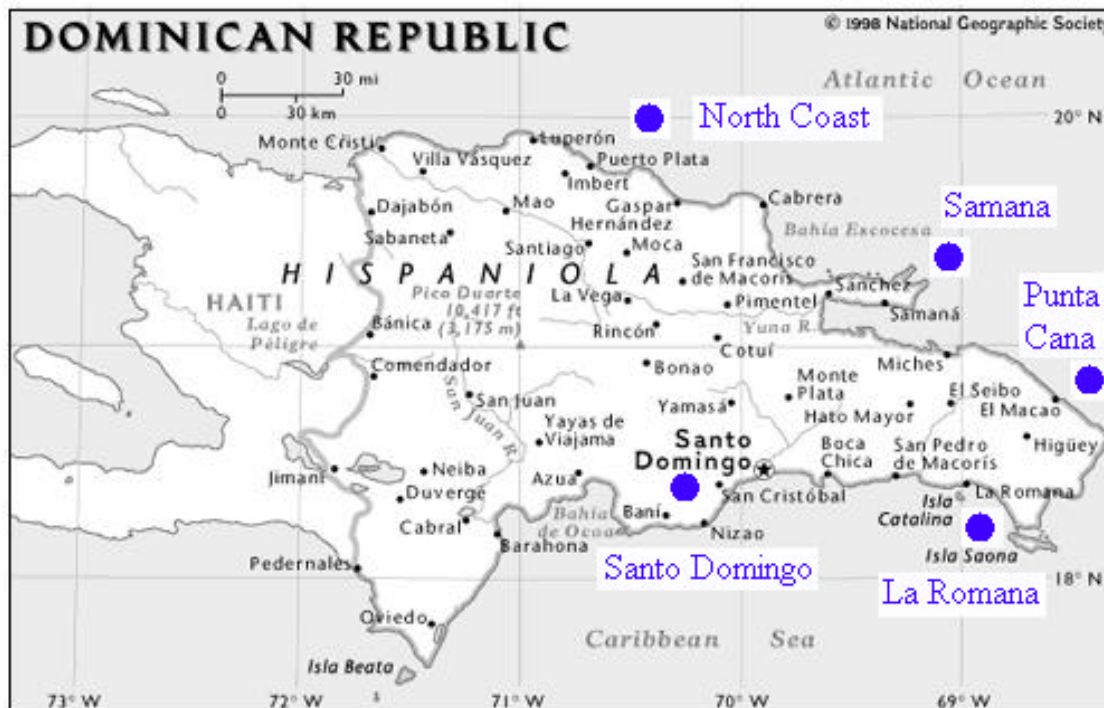 DOMINICAN REPUBLIC
© 1998 National Geographic Society
0 30 mi
0 30 km
Atlantic Ocean
North Coast
20° N
Monte Cristi
Luperón
Villa Vásquez
Puerto Plata
Imbert
Cabrera
Samana
Dajabón
Mao
Gaspar
Hernández
Bahía Escocesa
Sabaneta
Santiago
Moca
San Francisco
de Macorís
HISPANIOLA
Sánchez
Punta
Cana
HAITI
Pico Duarte
10,417 ft
(3,175 m)
La Vega
Pimentel
Samaná
Lago de
Péligre
Bánica
Rincón
Yuna R.
Cotuí
Miches
Comendador
Bonao
Monte
Plata
El Seibo
San Juan
San Juan R.
Yamasá
Hato Mayor
El Macao
Yayas de
Viajama
Santo
Domingo
Boca
Chica
San Pedro
de Macorís
Higüey
Jimaní
Neiba
Azua
San Cristóbal
La Romana
Duvergé
Isla
Catalina
Cabral
Bahía
de Ocoa
Baní
Nizao
Barahona
Isla Saona
Pedernales
Santo Domingo
18° N
La Romana
Oviedo
Caribbean Sea
Isla Beata
73° W
72° W
71° W
70° W
69° W